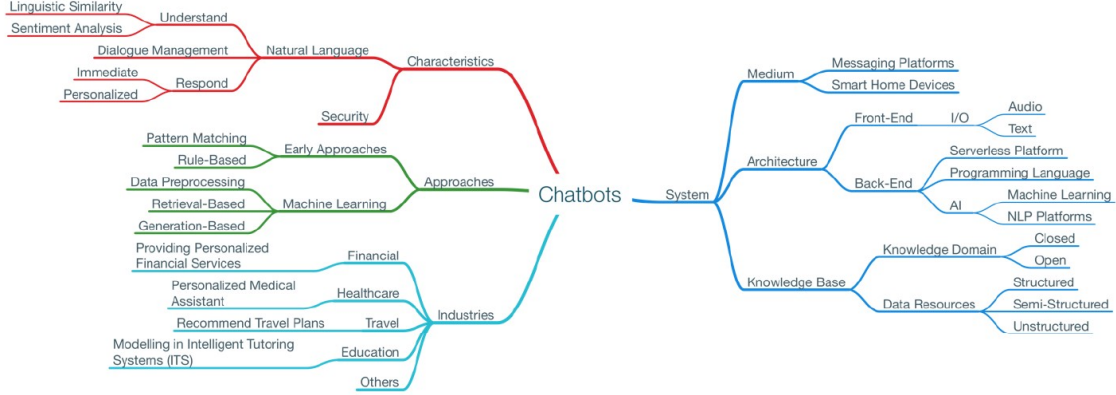 Linguistic Similarity
Sentiment Analysis
Understand
Dialogue Management
Natural Language
Immediate
Personalized
Respond
Characteristics
Security
Pattern Matching
Rule-Based
Early Approaches
Data Preprocessing
Retrieval-Based
Generation-Based
Machine Learning
Approaches
Providing Personalized
Financial Services
Financial
Personalized Medical
Assistant
Healthcare
Recommend Travel Plans
Travel
Modelling in Intelligent Tutoring
Systems (ITS)
Education
Others
Industries
Chatbots
System
Medium
Messaging Platforms
Smart Home Devices
Architecture
Front-End
I/O
Audio
Text
Back-End
Serverless Platform
Programming Language
AI
Machine Learning
NLP Platforms
Knowledge Base
Knowledge Domain
Closed
Open
Data Resources
Structured
Semi-Structured
Unstructured